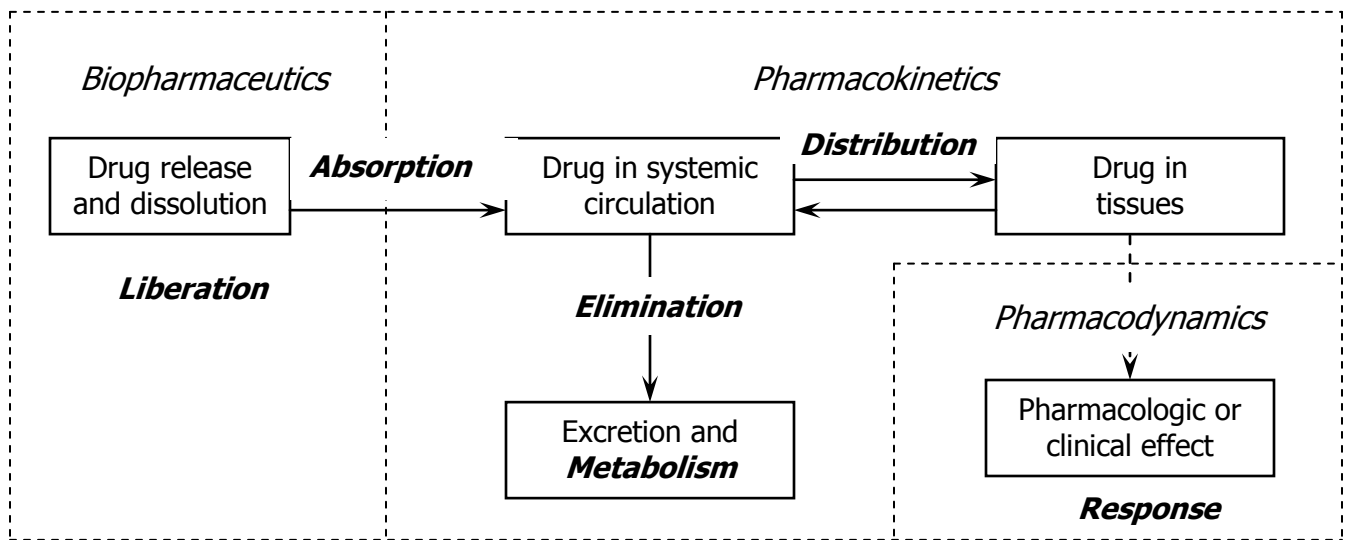 Biopharmaceutics
Pharmacokinetics
Drug release
and dissolution
Absorption
Drug in systemic
circulation
Distribution
Drug in
tissues
Liberation
Elimination
Pharmacodynamics
Excretion and
Metabolism
Pharmacologic or
clinical effect
Response